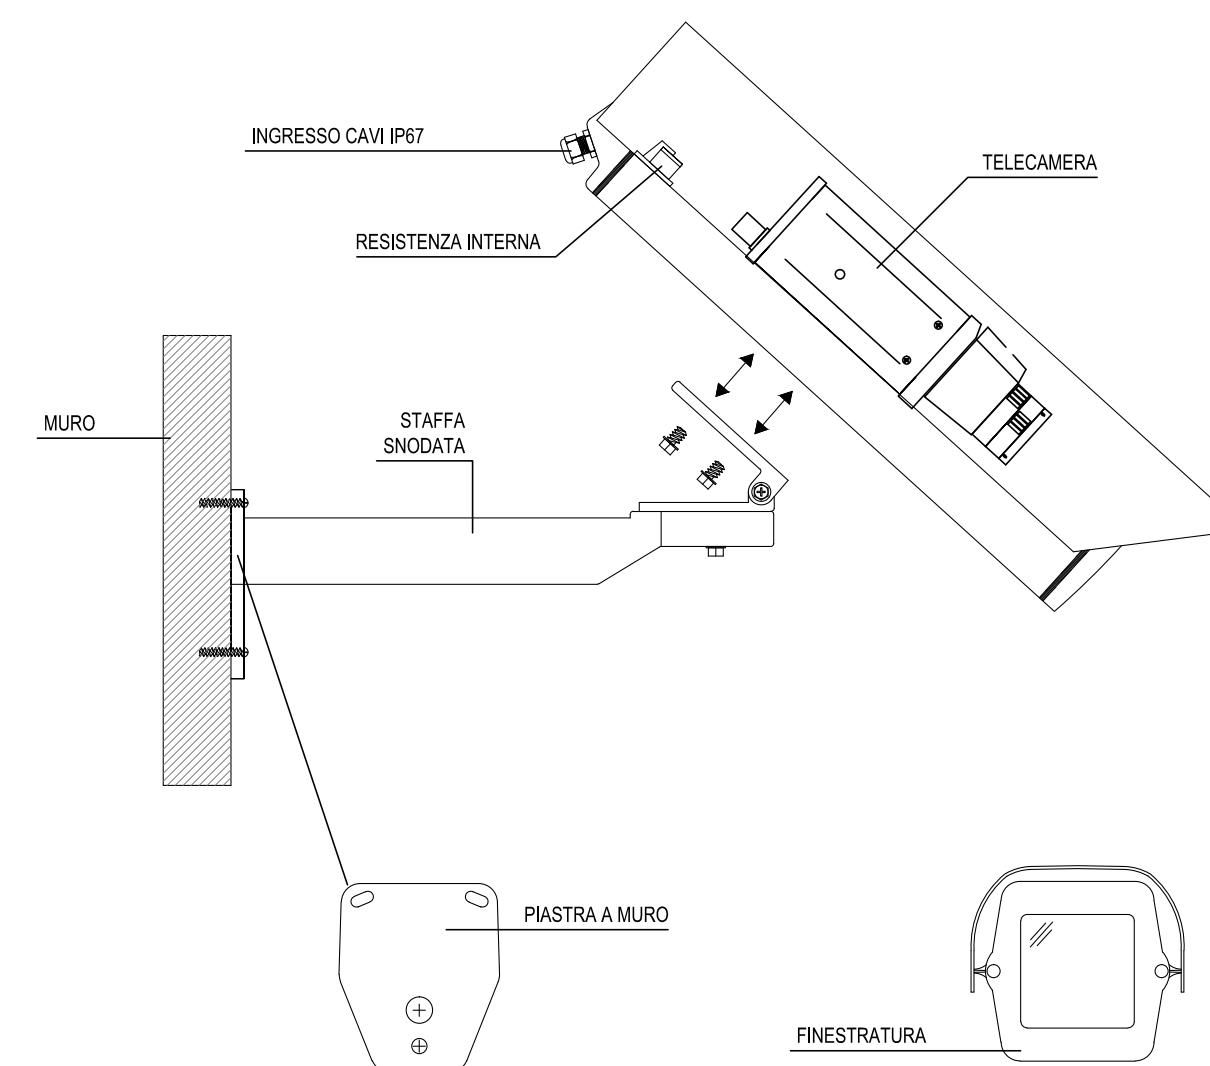 INGRESSO CAVI IP67
TELECAMERA
RESISTENZA INTERNA
MURO
STAFFA
SNODATA
PIASTRA A MURO
FINESTRATURA